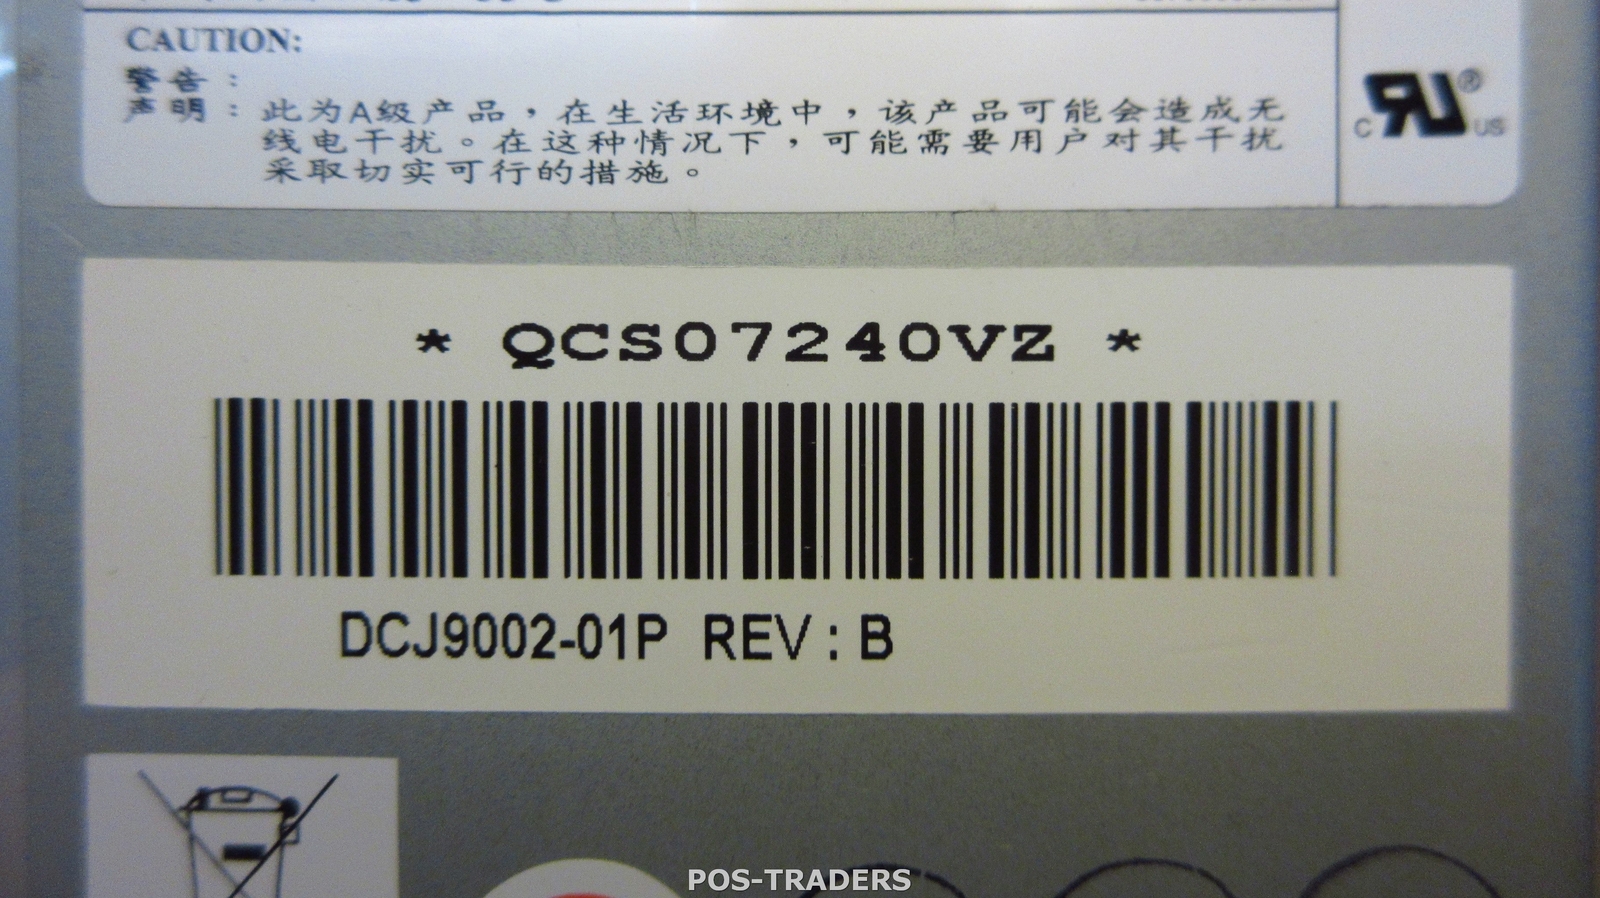 CAUTION:
警告：
声明：此为A级产品，在生活环境中，该产品可能会造成无
线电干扰。在这种情况下，可能需要用户对其干扰
采取切实可行的措施。
C RU ® US
* QCS07240VZ *
DCJ9002-01P REV : B
POS-TRADERS